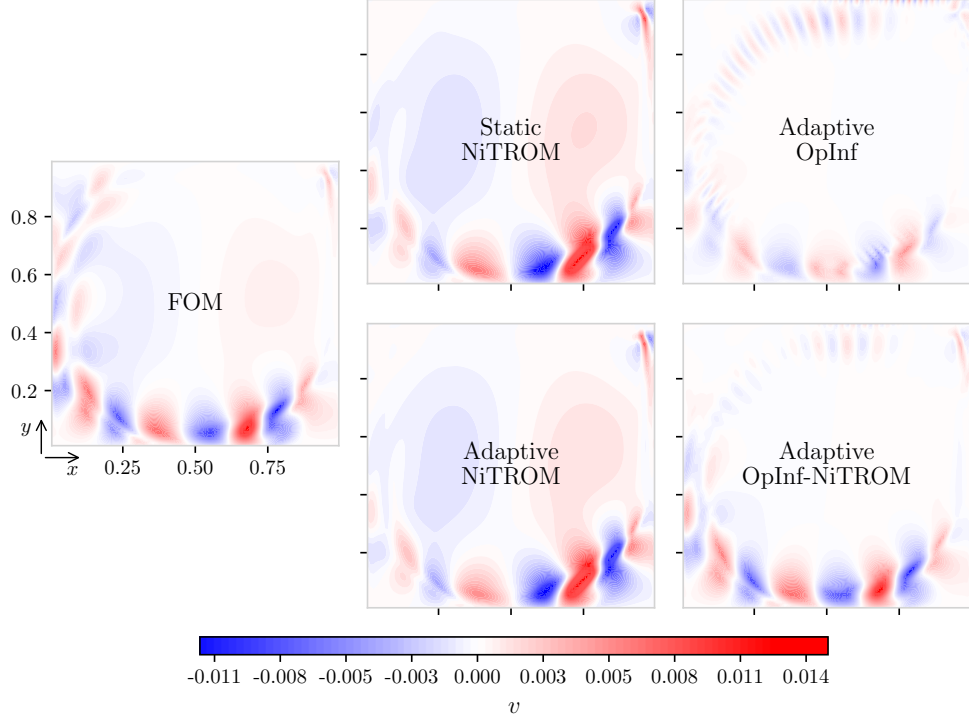 Static
NiTROM
Adaptive
OpInf
FOM
0.8
0.6
0.4
0.2
y
x
0.25
0.50
0.75
Adaptive
NiTROM
Adaptive
OpInf-NiTROM
-0.011 -0.008 -0.005 -0.003 0.000 0.003 0.005 0.008 0.011 0.014
v